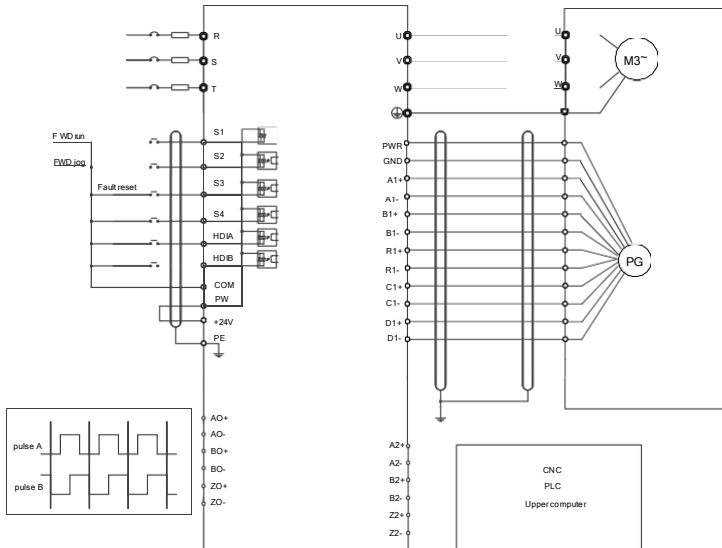 R
S
T
U
V
W
U
V
W
M3~
F WD run
FWD jog
Fault reset
S1
S2
S3
S4
HDIA
HDIB
COM
PW
+24V
PE
PWR
GND
A1+
A1-
B1+
B1-
R1+
R1-
C1+
C1-
D1+
D1-
PG
pulse A
pulse B
AO+
AO-
BO+
BO-
ZO+
ZO-
A2+
A2-
B2+
B2-
Z2+
Z2-
CNC
PLC
Upper computer